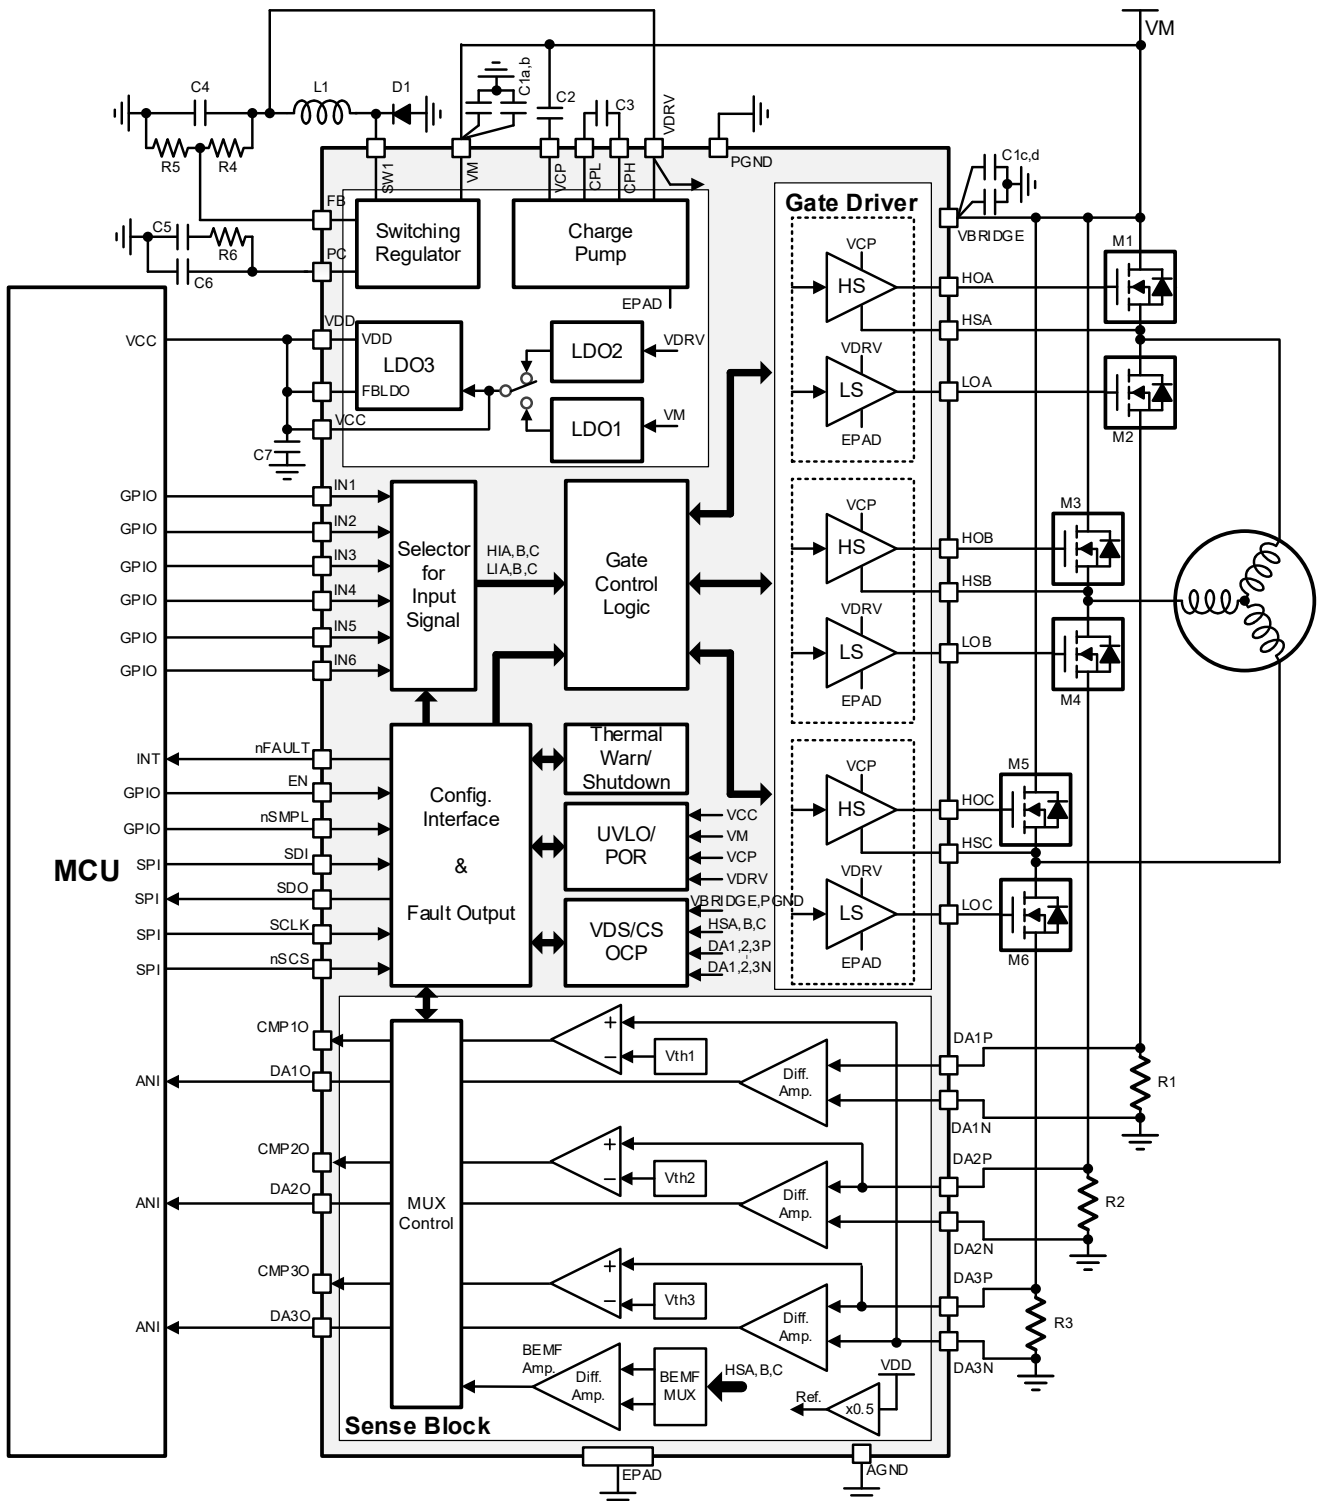 VM
C4
L1
D1
C1a,b
C2
C3
VDRV
R5
R4
PGND
C1c,d
SW1
VM
VCP
CPL
CPH
FB
C5
R6
PC
C6
Switching
Regulator
Charge
Pump
EPAD
Gate Driver
VBRIDGE
M1
VCP
HS
HOA
HSA
VDRV
LS
LOA
EPAD
M2
VCC
VDD
VDD
LDO3
FBLDO
LDO2
VDRV
LDO1
VM
VCC
C7
GPIO
IN1
GPIO
IN2
GPIO
IN3
GPIO
IN4
GPIO
IN5
GPIO
IN6
Selector
for
Input
Signal
HIA,B,C
LIA,B,C
Gate
Control
Logic
VCP
HS
HOB
HSB
M3
VDRV
LS
LOB
EPAD
M4
MCU
INT
nFAULT
GPIO
EN
GPIO
nSMPL
SPI
SDI
SPI
SDO
SPI
SCLK
SPI
nSCS
Config.
Interface
&
Fault Output
Thermal
Warn/
Shutdown
UVLO/
POR
VCC
VM
VCP
VDRV
VDS/CS
OCP
VBRIDGE,PGND
HSA,B,C
DA1,2,3P
DA1,2,3N
VCP
HS
HOC
HSC
M5
VDRV
LS
LOC
EPAD
M6
CMP1O
ANI
DA1O
CMP2O
ANI
DA2O
CMP3O
ANI
DA3O
MUX
Control
+
−
Vth1
Diff.
Amp.
DA1P
DA1N
R1
+
−
Vth2
Diff.
Amp.
DA2P
DA2N
R2
+
−
Vth3
Diff.
Amp.
DA3P
DA3N
R3
BEMF
Amp.
Diff.
Amp.
BEMF
MUX
HSA,B,C
VDD
Ref.
x0.5
Sense Block
EPAD
AGND